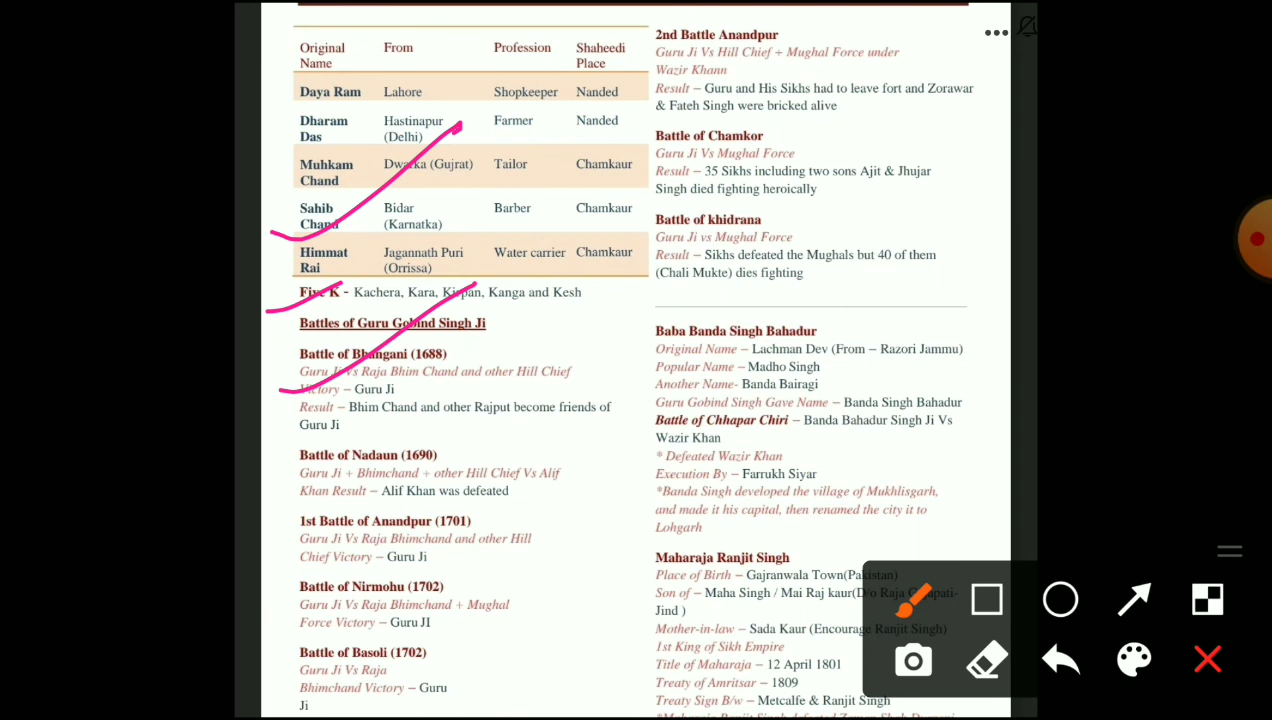 Original Name From Profession Shaheedi Place
Daya Ram Lahore Shopkeeper Nanded
Dharam Das Hastinapur (Delhi) Farmer Nanded
Muhkam Chand Dwarka (Gujrat) Tailor Chamkaur
Sahib Chand Bidar (Karnatka) Barber Chamkaur
Himmat Rai Jagannath Puri (Orrissa) Water carrier Chamkaur
Five K - Kachera, Kara, Kirpan, Kanga and Kesh
Battles of Guru Gobind Singh Ji
Battle of Bhangani (1688)
Guru Ji Vs Raja Bhim Chand and other Hill Chief
Victory – Guru Ji
Result – Bhim Chand and other Rajput become friends of
Guru Ji
Battle of Nadaun (1690)
Guru Ji + Bhimchand + other Hill Chief Vs Alif
Khan Result – Alif Khan was defeated
1st Battle of Anandpur (1701)
Guru Ji Vs Raja Bhimchand and other Hill
Chief Victory – Guru Ji
Battle of Nirmohu (1702)
Guru Ji Vs Raja Bhimchand + Mughal
Force Victory – Guru JI
Battle of Basoli (1702)
Guru Ji Vs Raja
Bhimchand Victory – Guru
Ji
2nd Battle Anandpur
Guru Ji Vs Hill Chief + Mughal Force under
Wazir Khann
Result – Guru and His Sikhs had to leave fort and Zorawar
& Fateh Singh were bricked alive
Battle of Chamkor
Guru Ji Vs Mughal Force
Result – 35 Sikhs including two sons Ajit & Jhujar
Singh died fighting heroically
Battle of khidrana
Guru Ji vs Mughal Force
Result – Sikhs defeated the Mughals but 40 of them
(Chali Mukte) dies fighting
Baba Banda Singh Bahadur
Original Name – Lachman Dev (From – Razori Jammu)
Popular Name – Madho Singh
Another Name- Banda Bairagi
Guru Gobind Singh Gave Name – Banda Singh Bahadur
Battle of Chhapar Chiri – Banda Bahadur Singh Ji Vs
Wazir Khan
* Defeated Wazir Khan
Execution By – Farrukh Siyar
*Banda Singh developed the village of Mukhlisgarh,
and made it his capital, then renamed the city it to
Lohgarh
Maharaja Ranjit Singh
Place of Birth – Gajranwala Town(Pakistan)
Son of – Maha Singh / Mai Raj kaur(D/o Raja
Jind )
Mother-in-law – Sada Kaur (Encourage Ranjit Singh)
1st King of Sikh Empire
Title of Maharaja – 12 April 1801
Treaty of Amritsar – 1809
Treaty Sign B/w – Metcalfe & Ranjit Singh